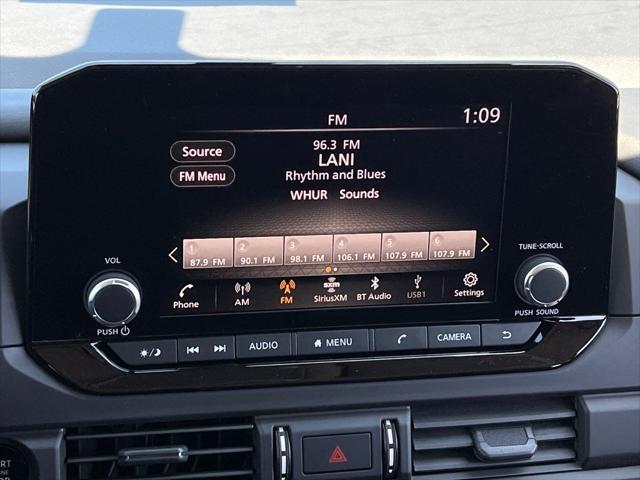 FM
1:09
Source
FM Menu
96.3 FM
LANI
Rhythm and Blues
WHUR Sounds
1 2 3 4 5 6
87.9 FM 90.1 FM 98.1 FM 106.1 FM 107.9 FM 107.9 FM
Phone AM FM SiriusXM BT Audio USB1 Settings
sxm
VOL
PUSH
TUNE·SCROLL
PUSH SOUND
AUDIO MENU CAMERA